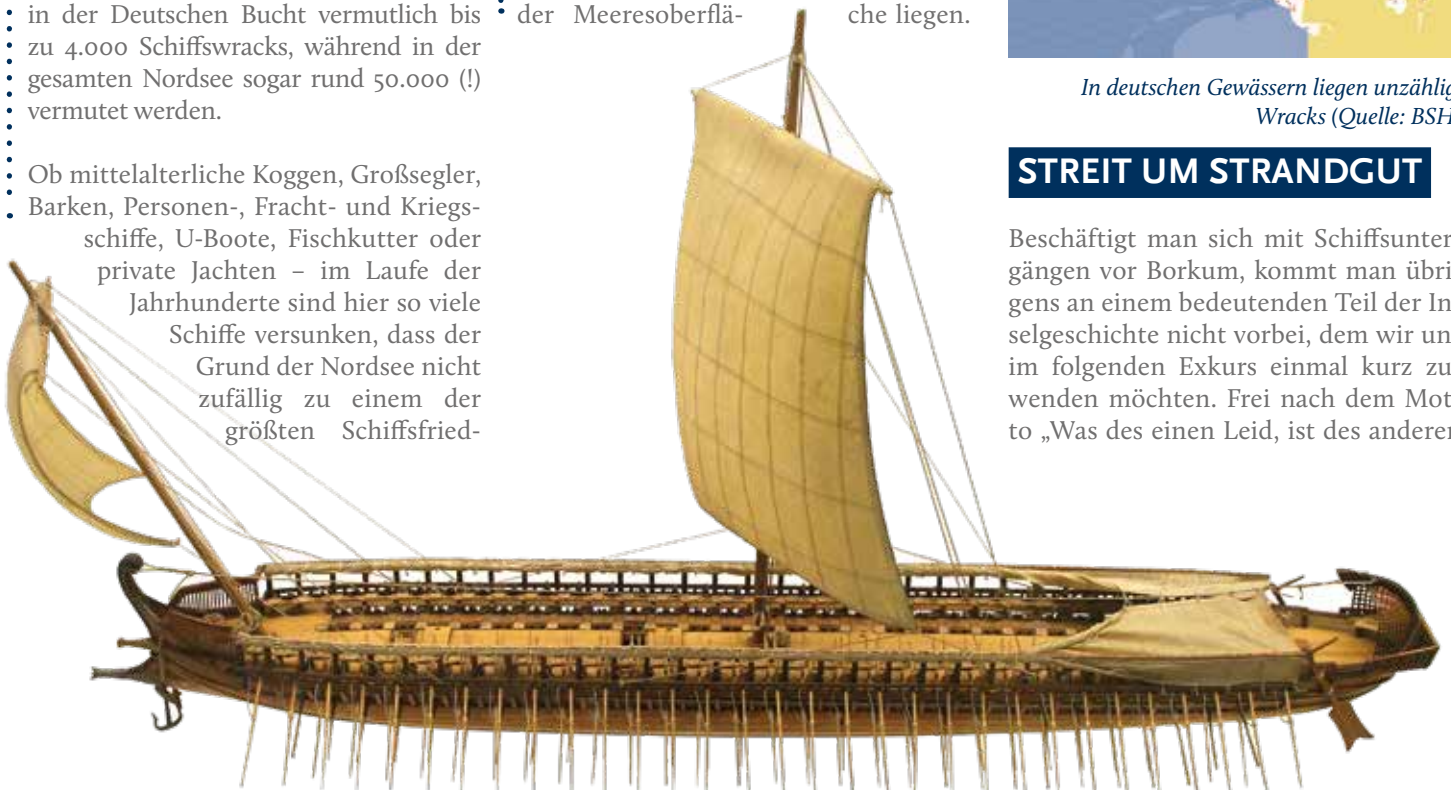 in der Deutschen Bucht vermutlich bis
zu 4.000 Schiffswracks, während in der
gesamten Nordsee sogar rund 50.000 (!)
vermutet werden.
Ob mittelalterliche Koggen, Großsegler,
Barken, Personen-, Fracht- und Kriegs-
schiffe, U-Boote, Fischkutter oder
private Jachten – im Laufe der
Jahrhunderte sind hier so viele
Schiffe versunken, dass der
Grund der Nordsee nicht
zufällig zu einem der
größten Schiffsfried-
der Meeresoberflä-
che liegen.
In deutschen Gewässern liegen unzählig
Wracks (Quelle: BSH
STREIT UM STRANDGUT
Beschäftigt man sich mit Schiffsunter
gängen vor Borkum, kommt man übri
gens an einem bedeutenden Teil der In
selgeschichte nicht vorbei, dem wir un
im folgenden Exkurs einmal kurz zu
wenden möchten. Frei nach dem Mot
to „Was des einen Leid, ist des anderen